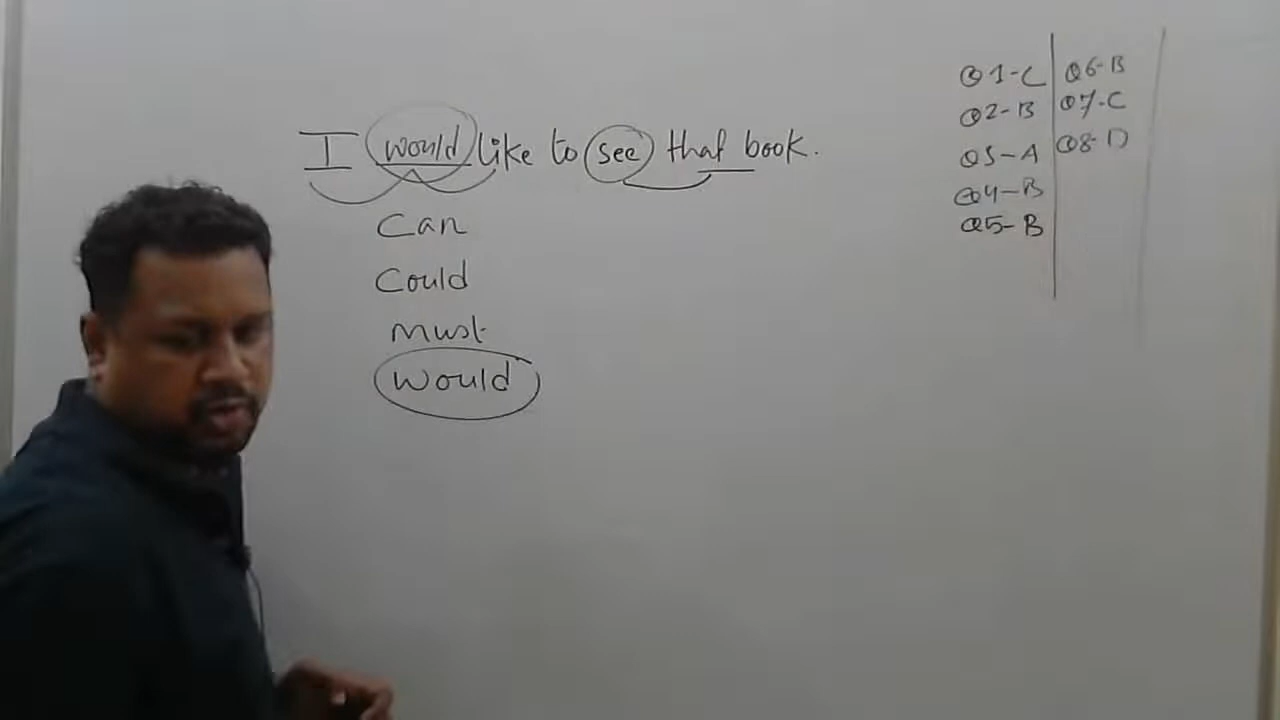 I would like to see that book.
Can
Could
Must
Would
Q1-C
Q2-B
Q3-A
Q4-B
Q5-B
Q6-B
Q7-C
Q8-D